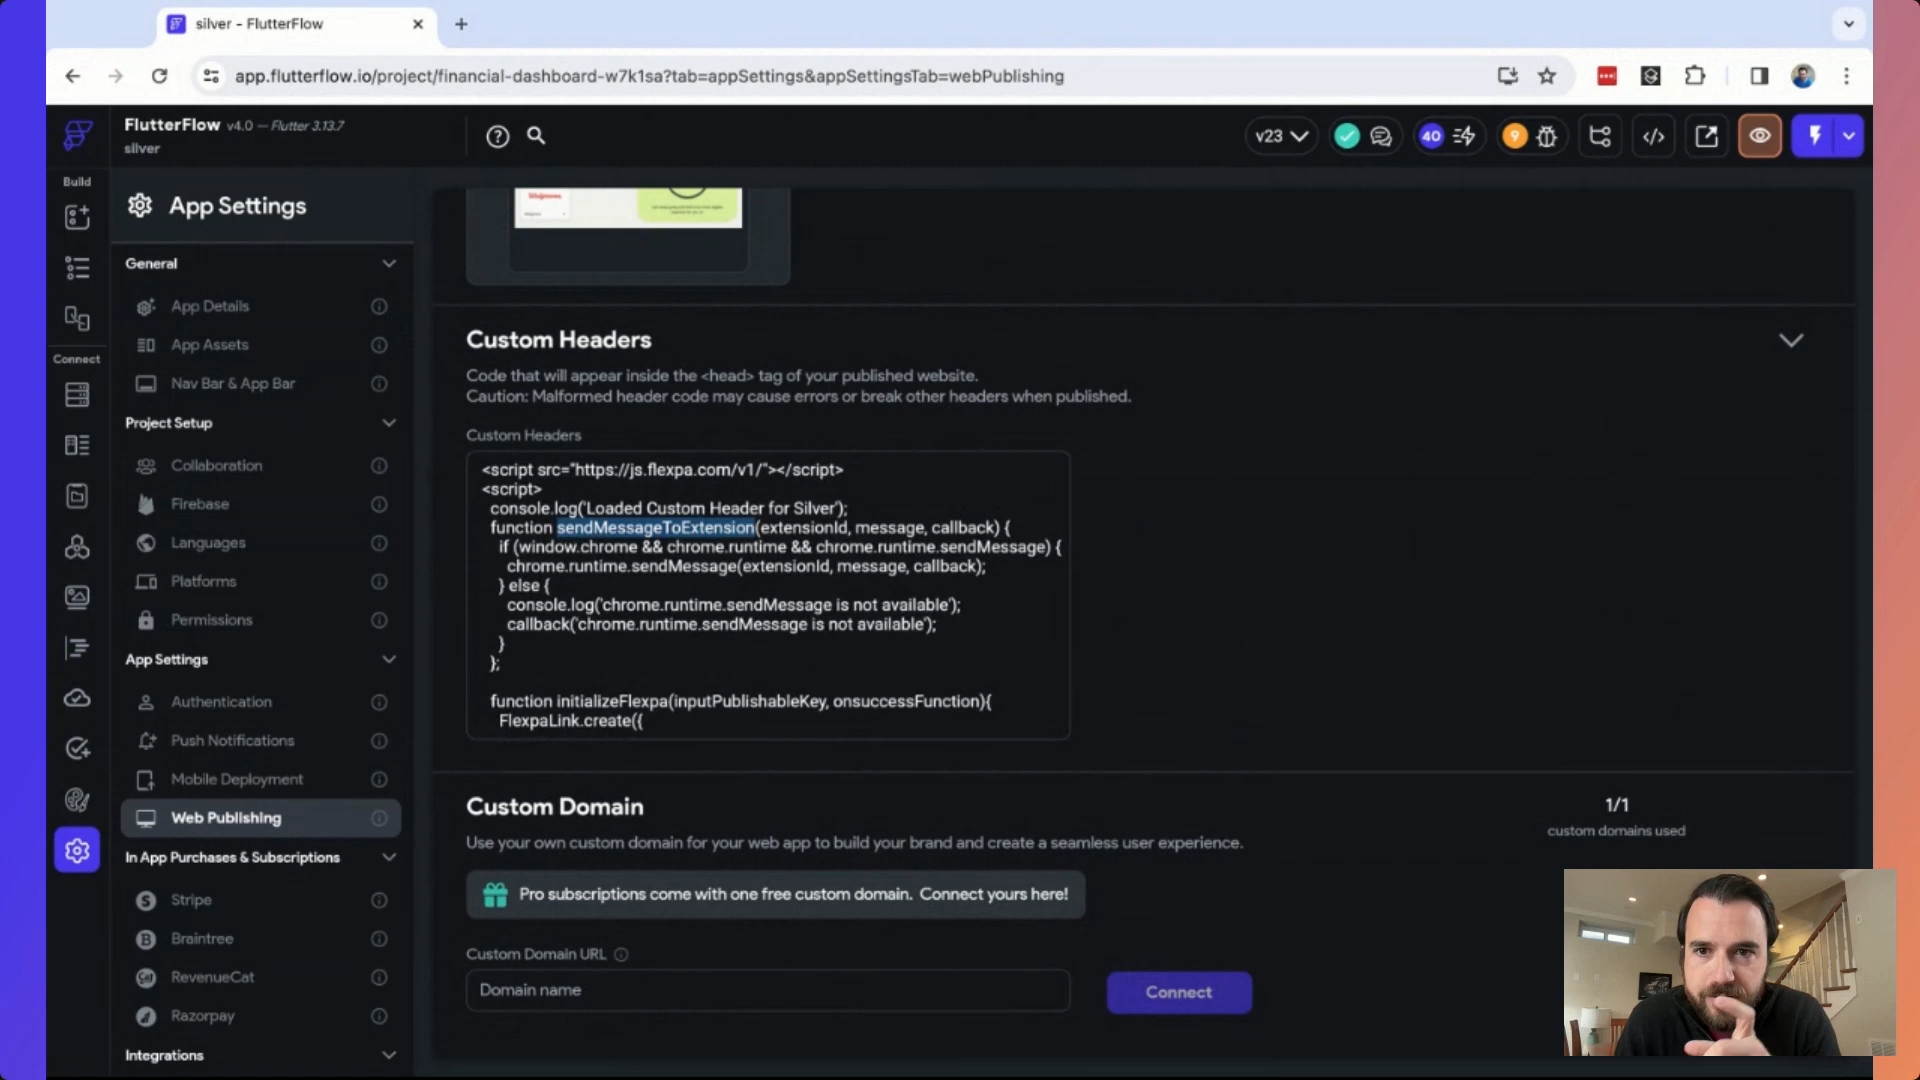 silver - FlutterFlow
app.flutterflow.io/project/financial-dashboard-w7k1sa?tab=appSettings&appSettingsTab=webPublishing
FlutterFlow v4.0 — Flutter 3.13.7
silver
v23
40
9
Build
Connect
App Settings
General
App Details
App Assets
Nav Bar & App Bar
Project Setup
Collaboration
Firebase
Languages
Platforms
Permissions
App Settings
Authentication
Push Notifications
Mobile Deployment
Web Publishing
In App Purchases & Subscriptions
Stripe
Braintree
RevenueCat
Razorpay
Integrations
Custom Headers
Code that will appear inside the <head> tag of your published website.
Caution: Malformed header code may cause errors or break other headers when published.
Custom Headers
<script src="https://js.flexpa.com/v1/"></script>
<script>
console.log('Loaded Custom Header for Silver');
function sendMessageToExtension(extensionId, message, callback) {
if (window.chrome && chrome.runtime && chrome.runtime.sendMessage) {
chrome.runtime.sendMessage(extensionId, message, callback);
} else {
console.log('chrome.runtime.sendMessage is not available');
callback('chrome.runtime.sendMessage is not available');
}
};
function initializeFlexpa(inputPublishableKey, onsuccessFunction){
FlexpaLink.create({
Custom Domain
1/1
custom domains used
Use your own custom domain for your web app to build your brand and create a seamless user experience.
Pro subscriptions come with one free custom domain. Connect yours here!
Custom Domain URL
Domain name
Connect